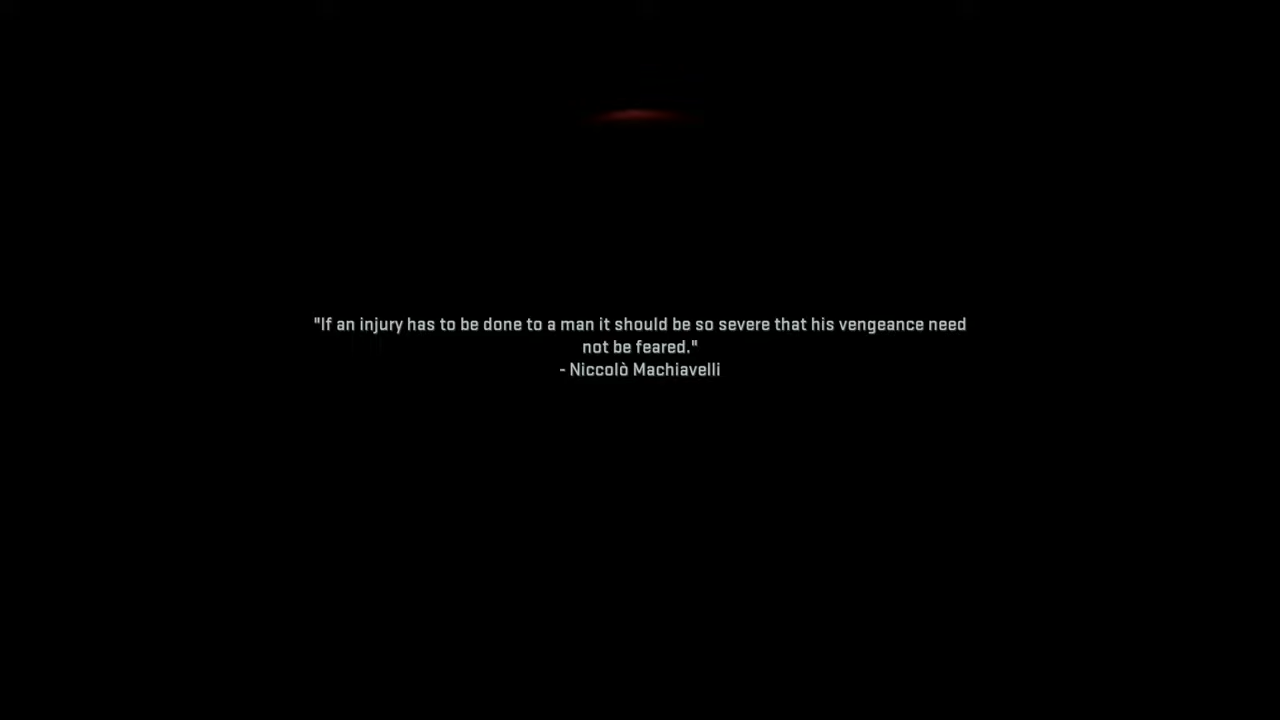 "If an injury has to be done to a man it should be so severe that his vengeance need
not be feared."
- Niccolò Machiavelli